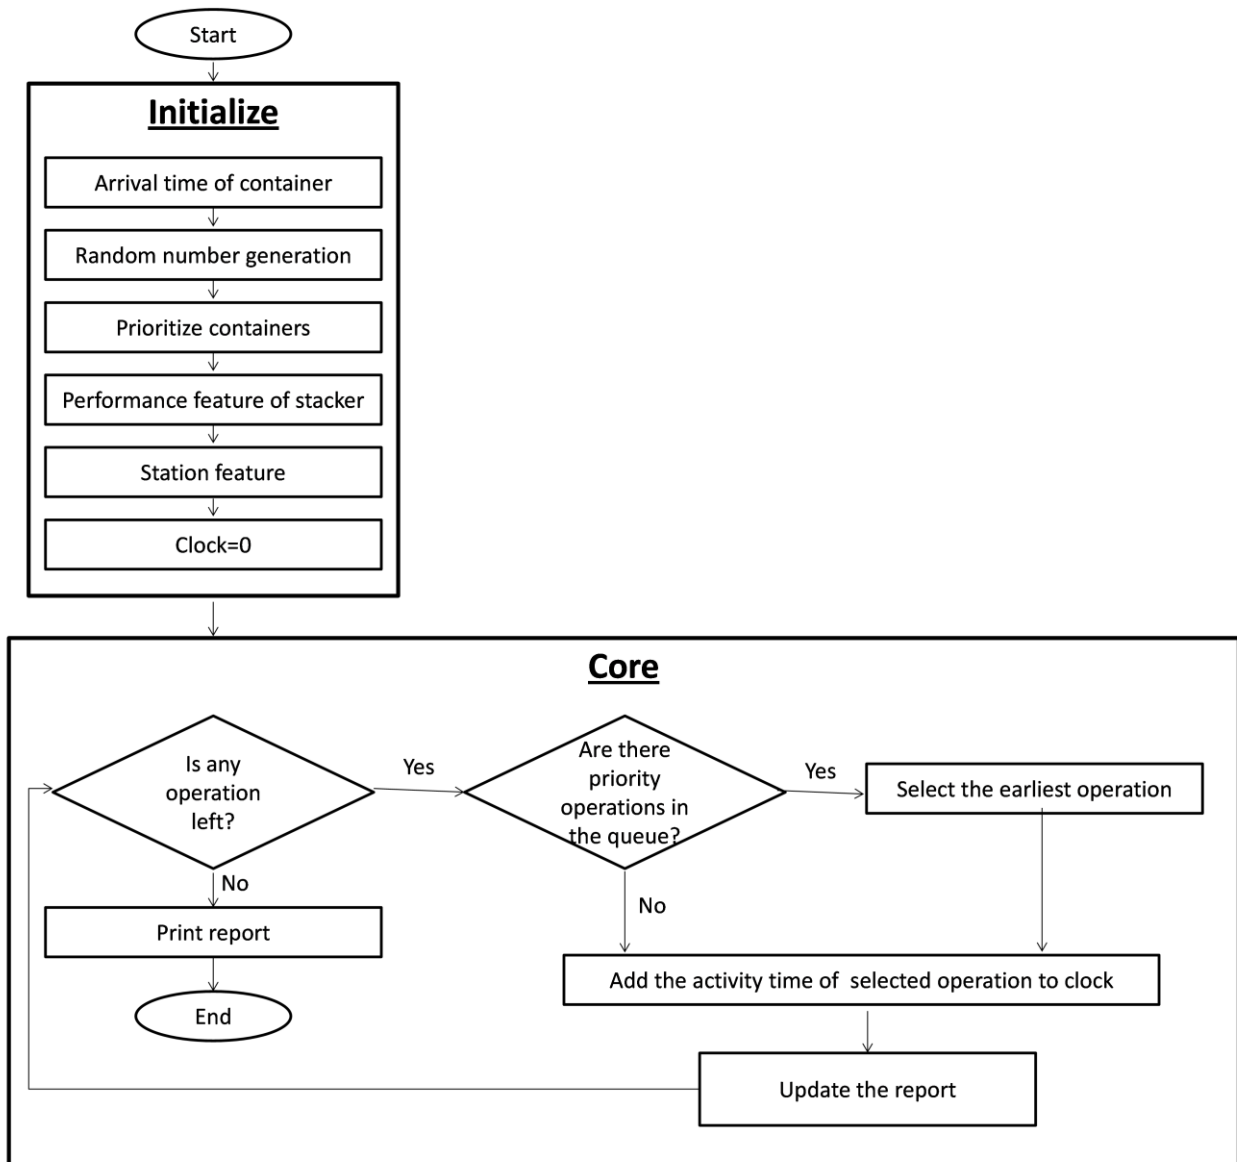 Start
Initialize
Arrival time of container
Random number generation
Prioritize containers
Performance feature of stacker
Station feature
Clock=0
Core
Is any
operation
left?
Yes
Are there
priority
operations in
the queue?
Yes
Select the earliest operation
No
Print report
End
No
Add the activity time of  selected operation to clock
Update the report